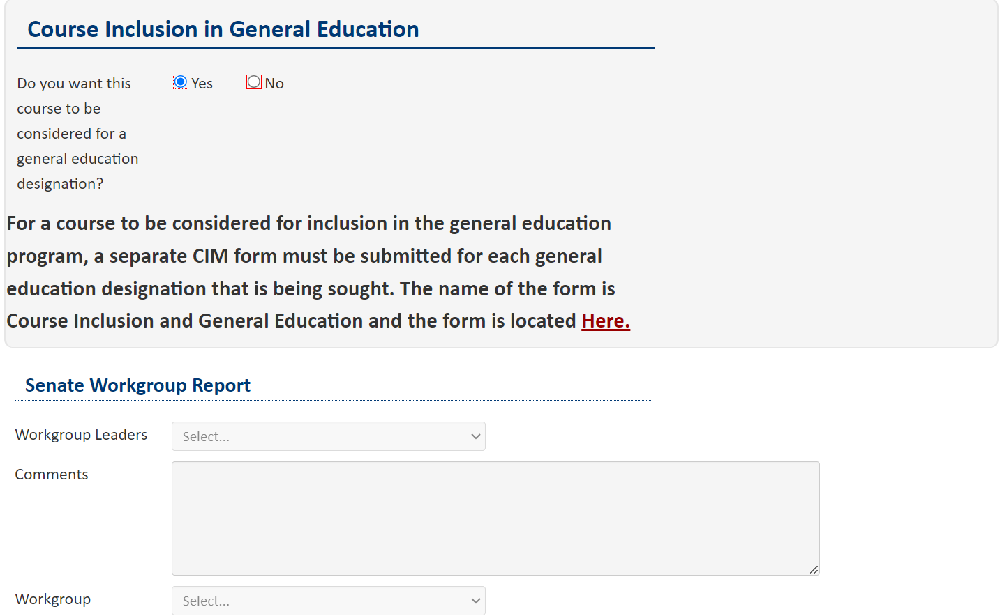 Course Inclusion in General Education
Do you want this
course to be
considered for a
general education
designation?
Yes
No
For a course to be considered for inclusion in the general education
program, a separate CIM form must be submitted for each general
education designation that is being sought. The name of the form is
Course Inclusion and General Education and the form is located Here.
Senate Workgroup Report
Workgroup Leaders
Select...
Comments
Workgroup
Select...